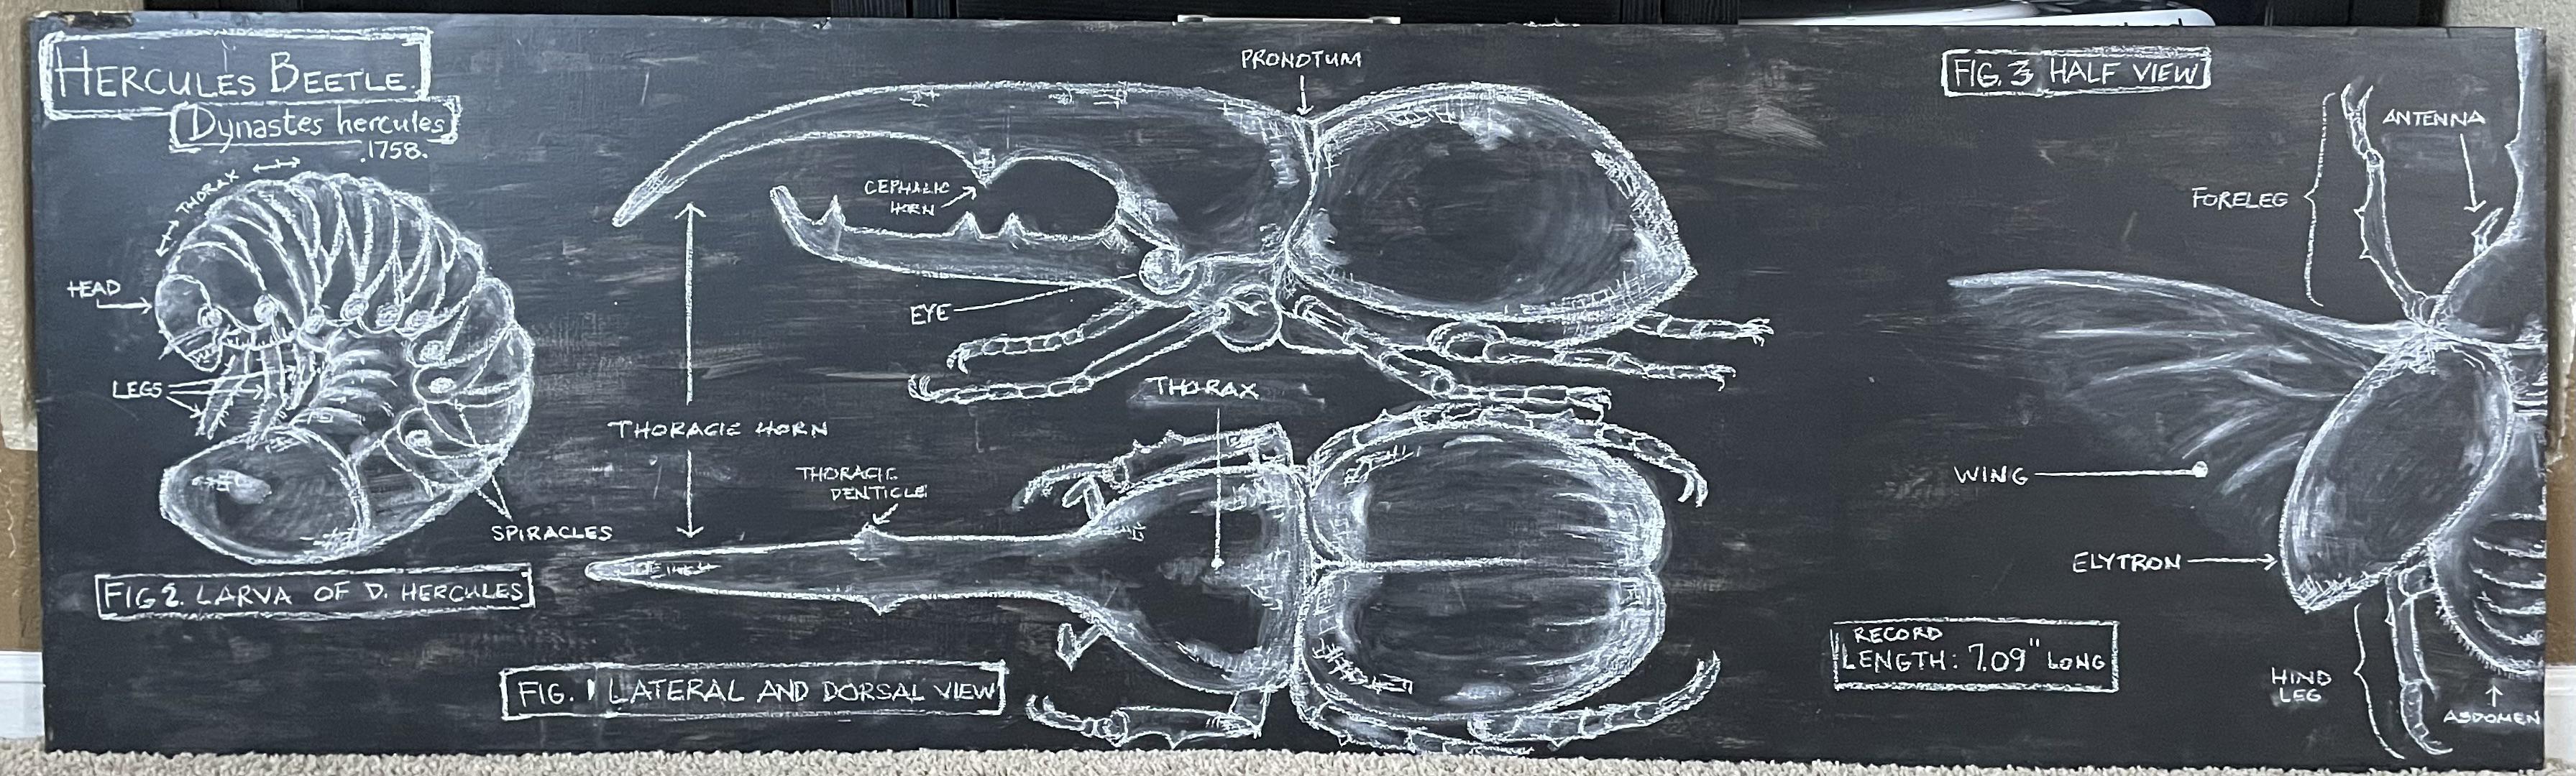 HERCULES BEETLE.
Dynastes hercules
.1758.
THORAX
HEAD
LEGS
SPIRACLES
FIG 2. LARVA OF D. HERCULES
PRONOTUM
CEPHALIC
HORN
EYE
THORACIC HORN
THORAX
THORACIC
DENTICLE
FIG. 1 LATERAL AND DORSAL VIEW
FIG. 3 HALF VIEW
ANTENNA
FORELEG
WING
ELYTRON
RECORD
LENGTH: 7.09" LONG
HIND
LEG
ABDOMEN